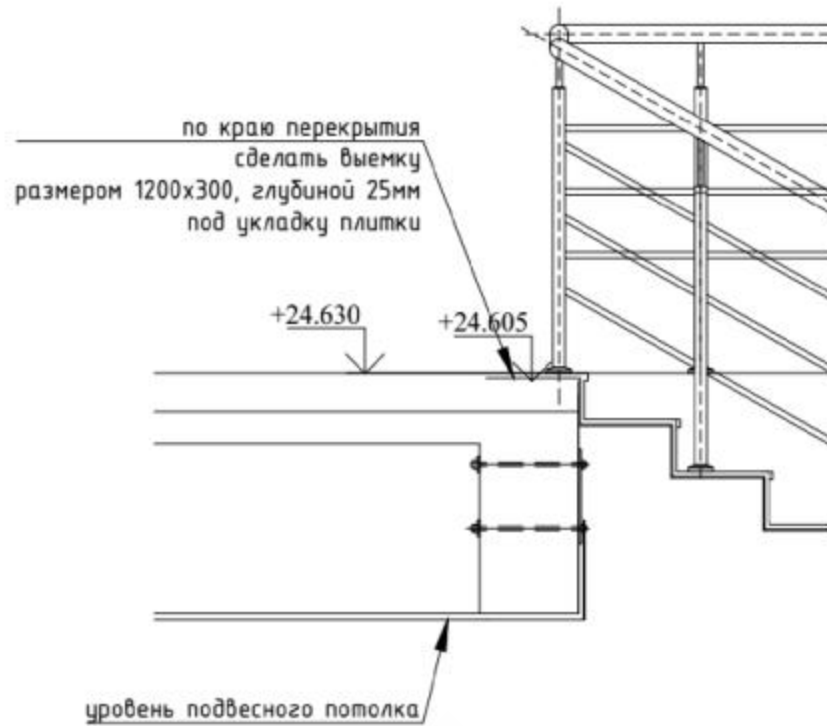 по краю перекрытия
сделать выемку
размером 1200х300, глубиной 25мм
под укладку плитки
+24.630
+24.605
уровень подвесного потолка